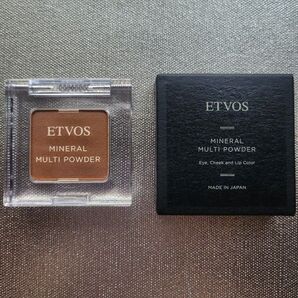 ETVOS
MINERAL
MULTI POWDER
ETVOS
MINERAL
MULTI POWDER
Eye, Cheek and Lip Color
MADE IN JAPAN